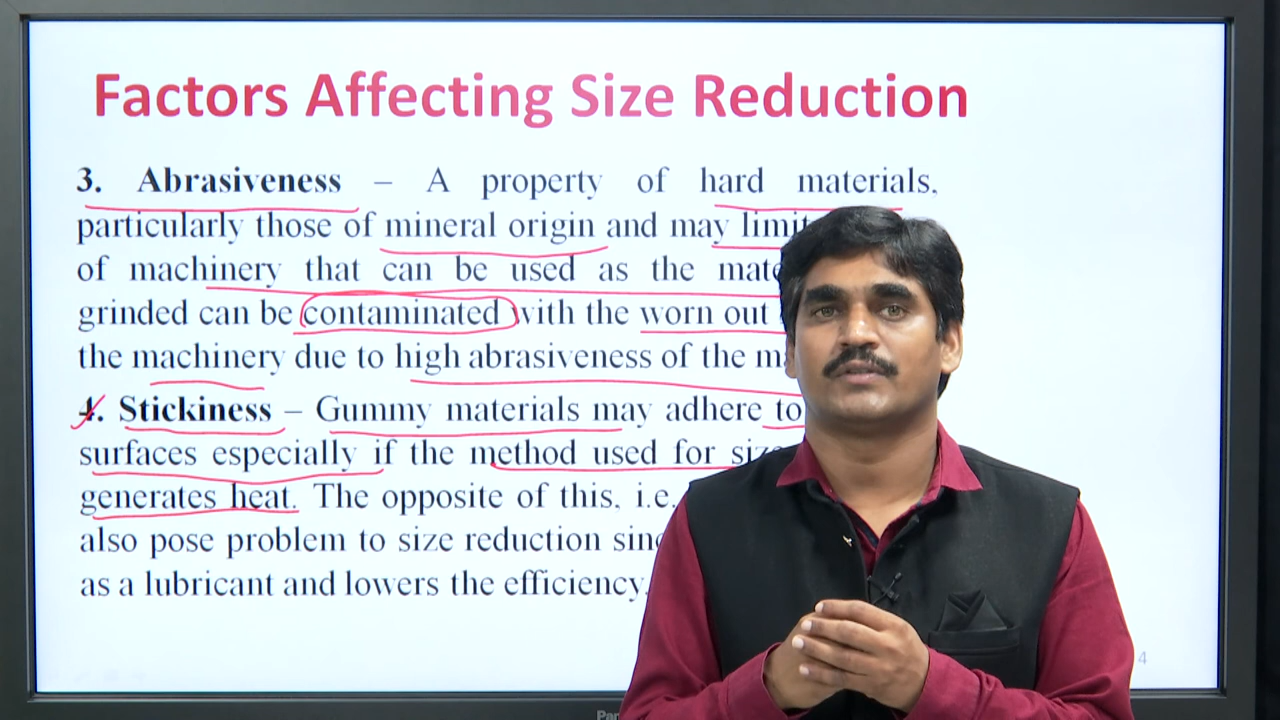 Factors Affecting Size Reduction
3. Abrasiveness – A property of hard materials,
particularly those of mineral origin and may limit
of machinery that can be used as the
grinded can be contaminated with the worn out
the machinery due to high abrasiveness of the
4. Stickiness – Gummy materials may adhere to
surfaces especially if the method used for
generates heat. The opposite of this, i.e.
also pose problem to size reduction
as a lubricant and lowers the efficiency.
4